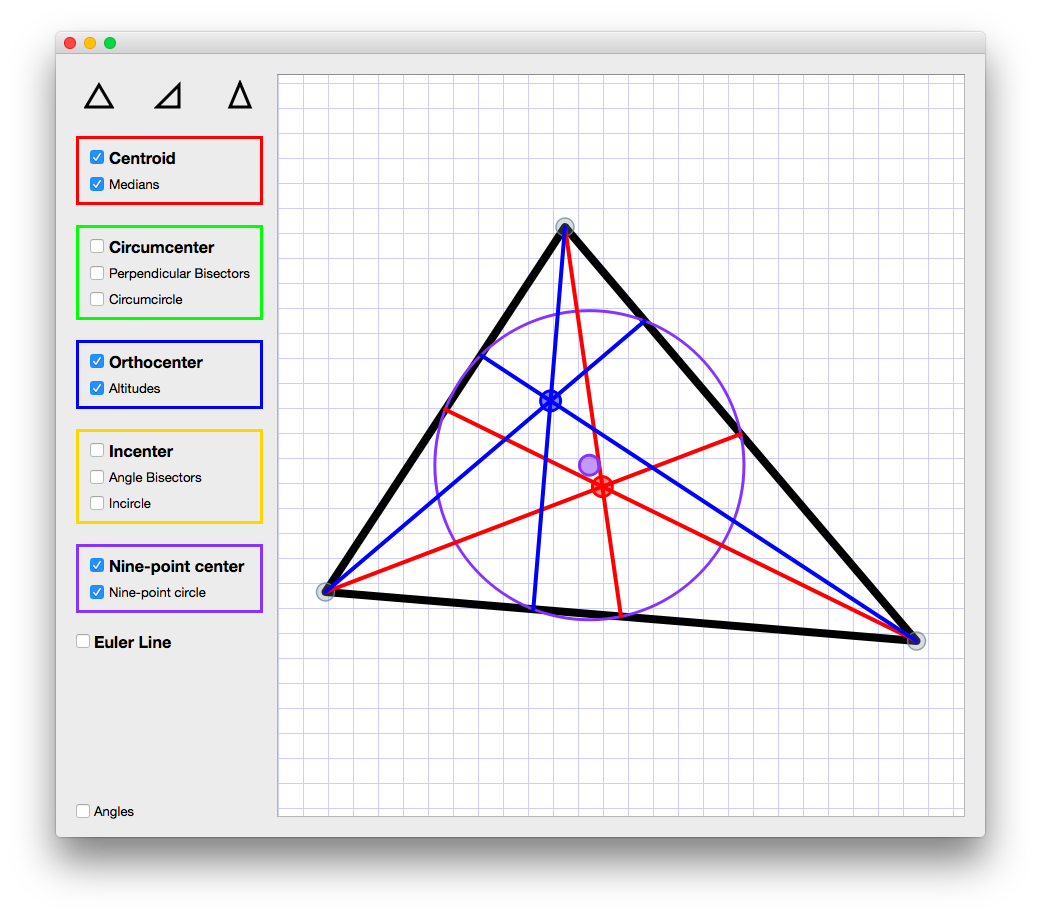 Centroid
Medians
Circumcenter
Perpendicular Bisectors
Circumcircle
Orthocenter
Altitudes
Incenter
Angle Bisectors
Incircle
Nine-point center
Nine-point circle
Euler Line
Angles